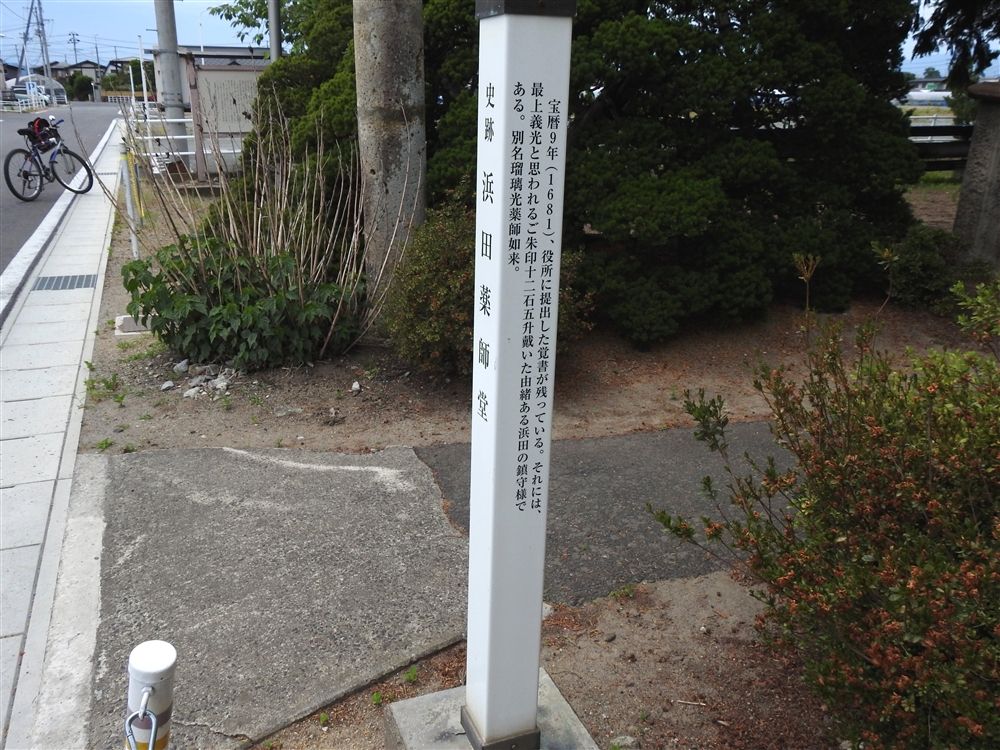 史跡 浜田薬師堂
宝暦9年(1681)、役所に提出した覚書が残っている。それには、
最上義光と思われるご朱印十二石五升戴いた由緒ある浜田の鎮守様で
ある。別名瑠璃光薬師如来。